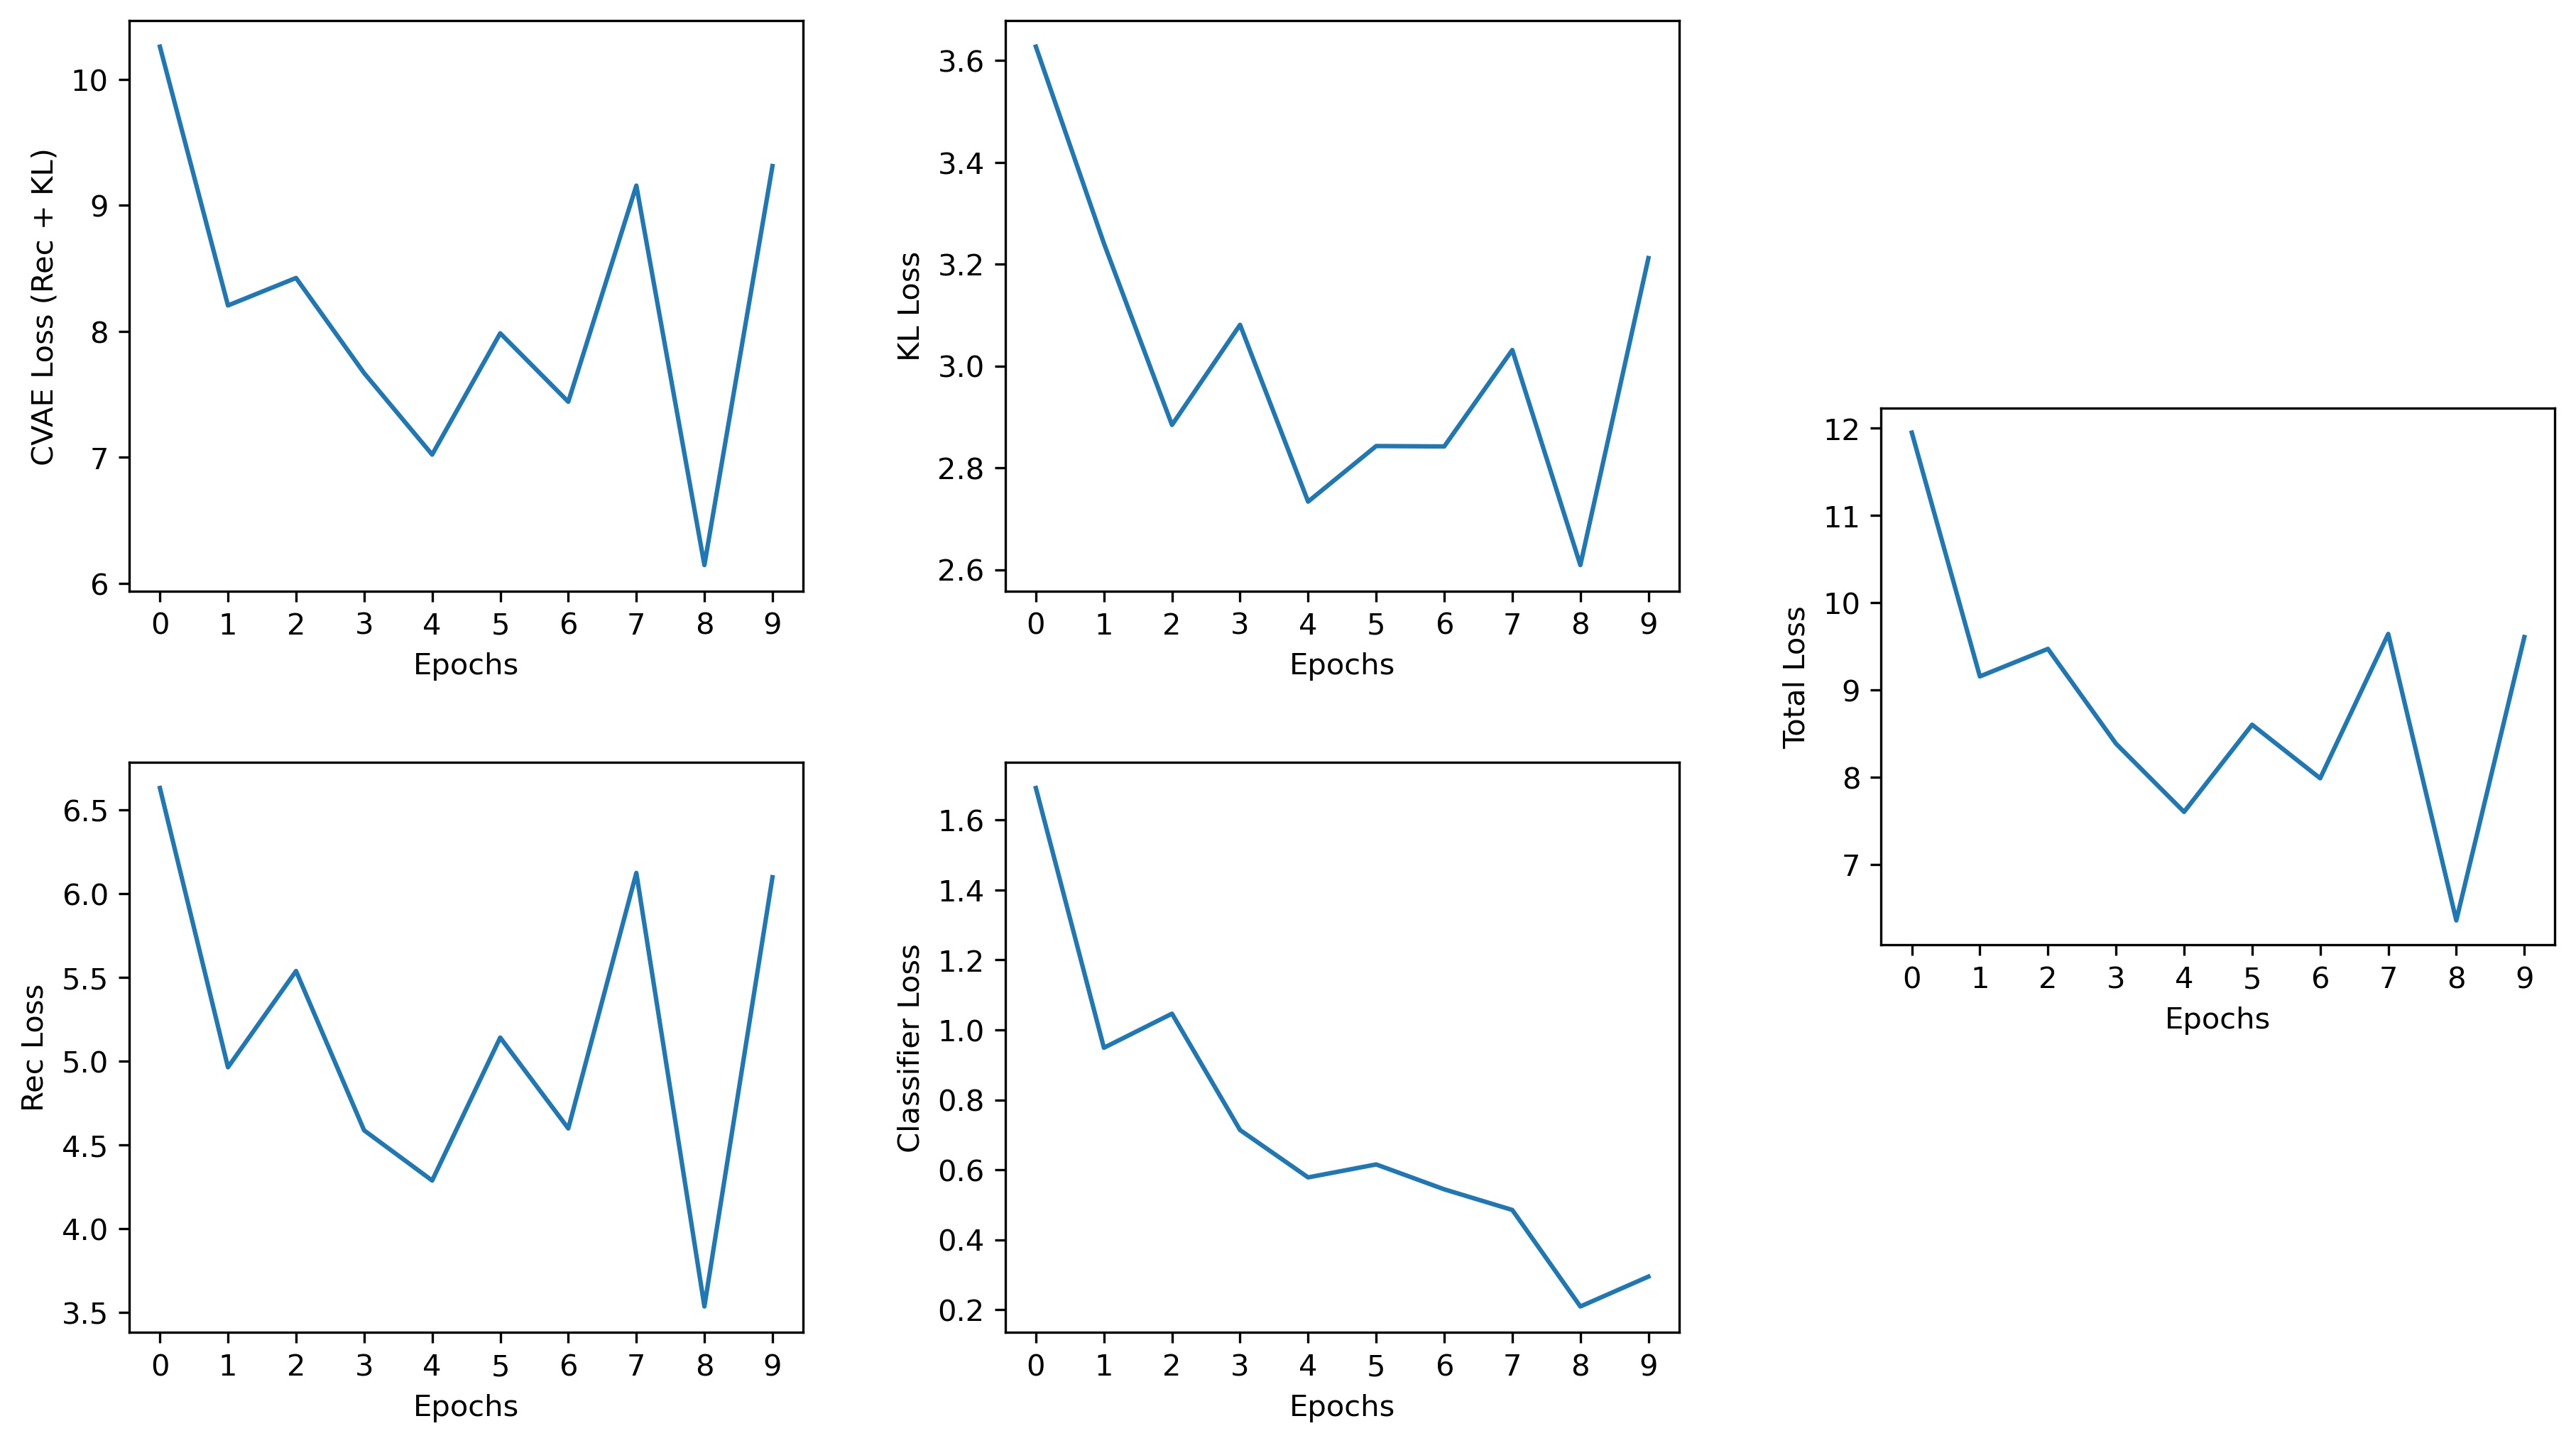 CVAE Loss (Rec + KL)
10
9
8
7
6
0 1 2 3 4 5 6 7 8 9
Epochs
KL Loss
3.6
3.4
3.2
3.0
2.8
2.6
0 1 2 3 4 5 6 7 8 9
Epochs
Rec Loss
6.5
6.0
5.5
5.0
4.5
4.0
3.5
0 1 2 3 4 5 6 7 8 9
Epochs
Classifier Loss
1.6
1.4
1.2
1.0
0.8
0.6
0.4
0.2
0 1 2 3 4 5 6 7 8 9
Epochs
Total Loss
12
11
10
9
8
7
0 1 2 3 4 5 6 7 8 9
Epochs